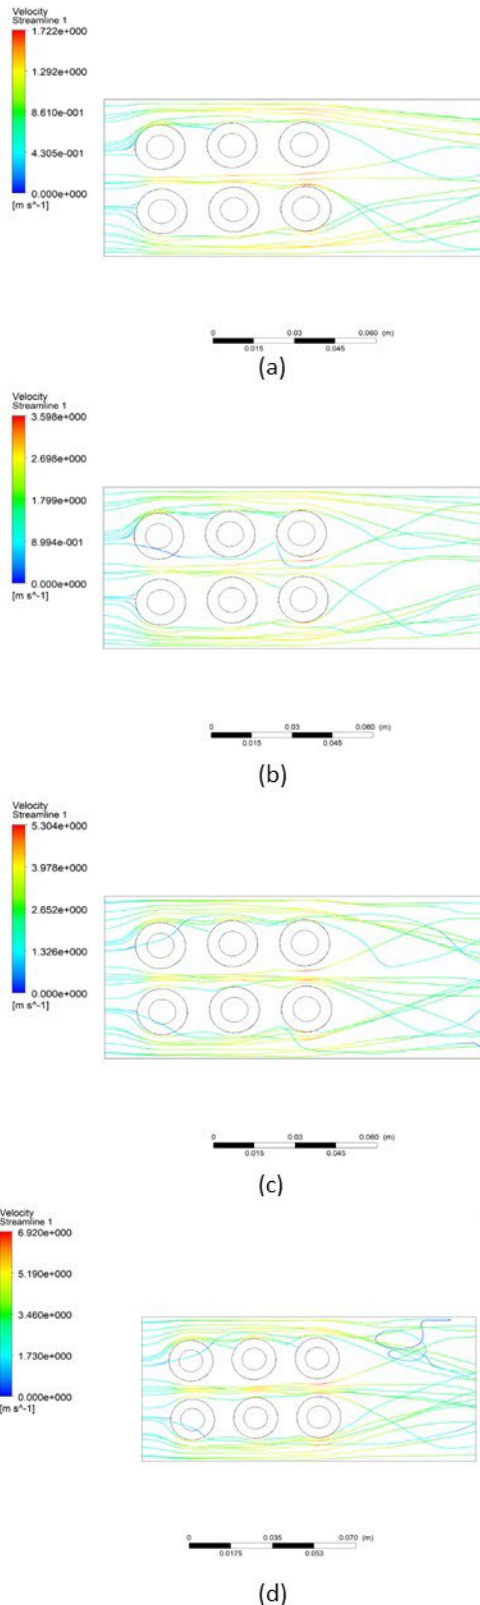 Velocity
Streamline 1
1.722e+000
1.292e+000
8.610e-001
4.305e-001
0.000e+000
[m s^-1]
0 0.03 0.060 (m)
0.015 0.045
(a)
Velocity
Streamline 1
3.598e+000
2.698e+000
1.799e+000
8.994e-001
0.000e+000
[m s^-1]
0 0.03 0.060 (m)
0.015 0.045
(b)
Velocity
Streamline 1
5.304e+000
3.978e+000
2.652e+000
1.326e+000
0.000e+000
[m s^-1]
0 0.03 0.060 (m)
0.015 0.045
(c)
Velocity
Streamline 1
6.920e+000
5.190e+000
3.460e+000
1.730e+000
0.000e+000
[m s^-1]
0 0.035 0.070 (m)
0.0175 0.053
(d)